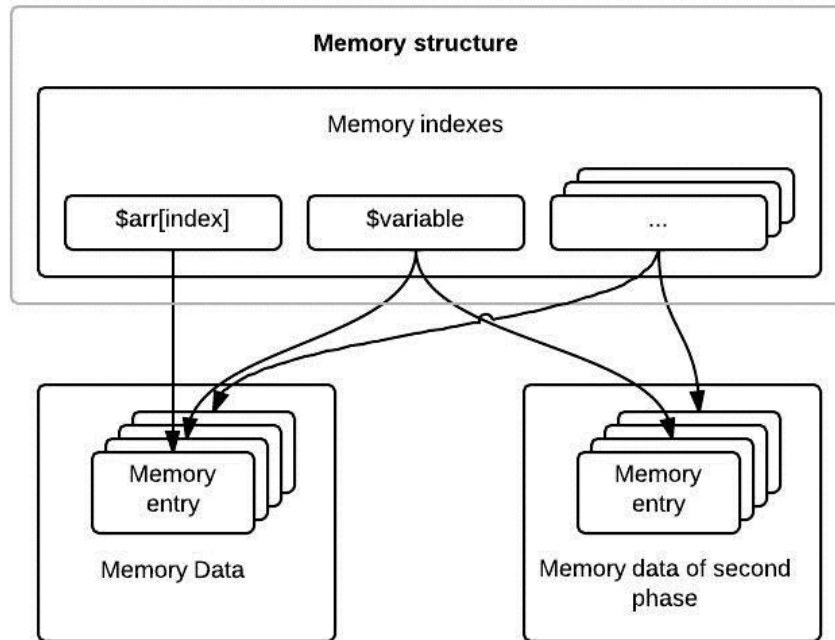 Memory structure
Memory indexes
$arr[index]
$variable
...
Memory
entry
Memory Data
Memory
entry
Memory data of second
phase